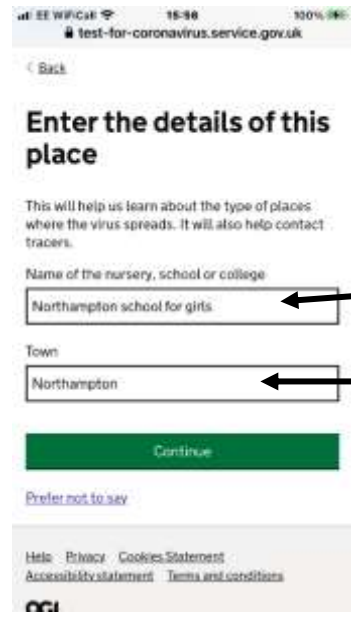 EE WiFiCall 15:58 100%
test-for-coronavirus.service.gov.uk
Back
Enter the details of this
place
This will help us learn about the type of places
where the virus spreads. It will also help contact
tracers.
Name of the nursery, school or college
Northampton school for girls
Town
Northampton
Continue
Prefer not to say
Help Privacy Cookies Statement
Accessibility statement Terms and conditions
OGL